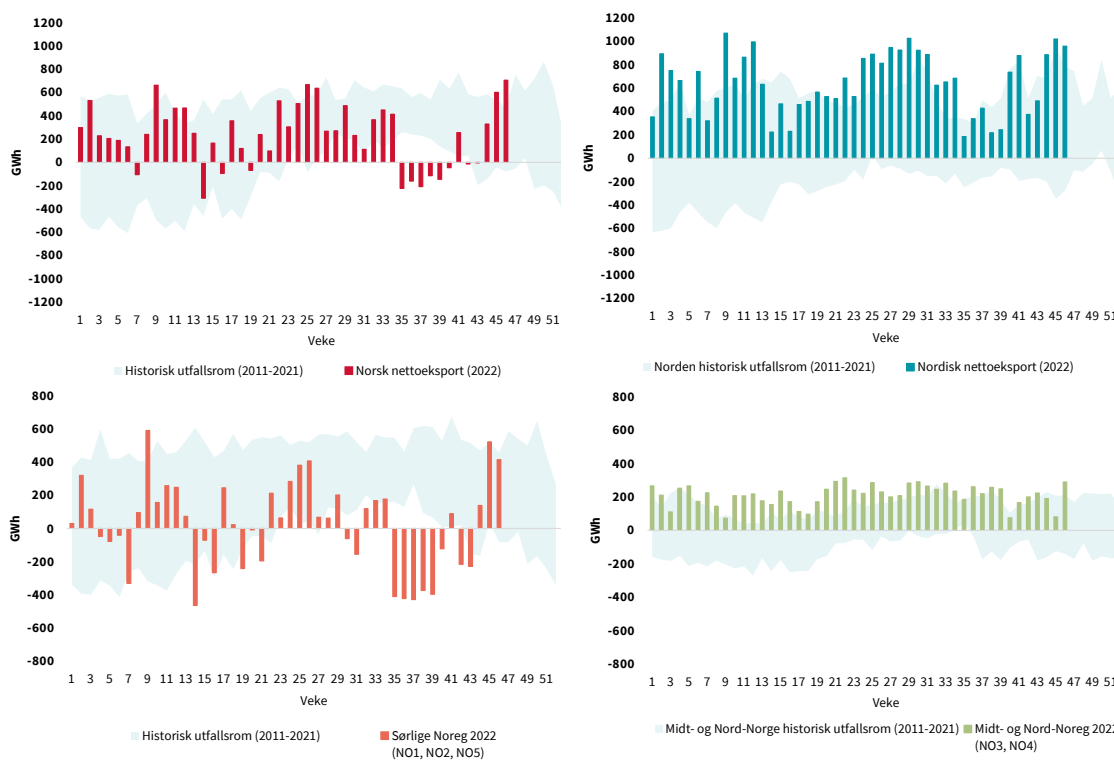 1200
1000
800
600
400
200
0
-200
-400
-600
-800
-1000
-1200
GWh
1 3 5 7 9 11 13 15 17 19 21 23 25 27 29 31 33 35 37 39 41 43 45 47 49 51
Veke
Historisk utfallsrom (2011-2021) Norsk nettoeksport (2022)
1200
1000
800
600
400
200
0
-200
-400
-600
-800
-1000
-1200
GWh
1 3 5 7 9 11 13 15 17 19 21 23 25 27 29 31 33 35 37 39 41 43 45 47 49 51
Veke
Norden historisk utfallsrom (2011-2021) Nordisk nettoeksport (2022)
800
600
400
200
0
-200
-400
-600
-800
GWh
1 3 5 7 9 11 13 15 17 19 21 23 25 27 29 31 33 35 37 39 41 43 45 47 49 51
Veke
Historisk utfallsrom (2011-2021) Sørlige Noreg 2022
(NO1, NO2, NO5)
800
600
400
200
0
-200
-400
-600
-800
GWh
1 3 5 7 9 11 13 15 17 19 21 23 25 27 29 31 33 35 37 39 41 43 45 47 49 51
Veke
Midt- og Nord-Norge historisk utfallsrom (2011-2021) Midt- og Nord-Noreg 2022
(NO3, NO4)